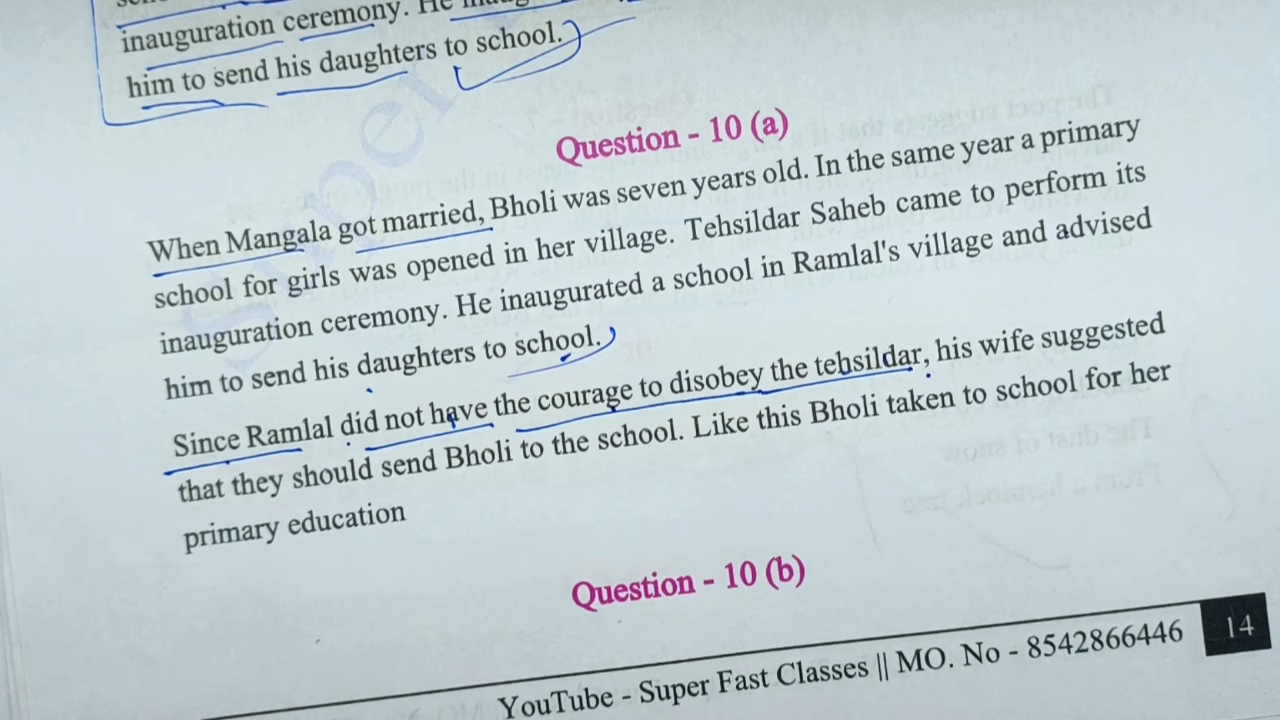 inauguration ceremony. He
him to send his daughters to school.
Question - 10 (a)
When Mangala got married, Bholi was seven years old. In the same year a primary
school for girls was opened in her village. Tehsildar Saheb came to perform its
inauguration ceremony. He inaugurated a school in Ramlal's village and advised
him to send his daughters to school.
Since Ramlal did not have the courage to disobey the tehsildar, his wife suggested
that they should send Bholi to the school. Like this Bholi taken to school for her
primary education
Question - 10 (b)
YouTube - Super Fast Classes || MO. No - 8542866446
14